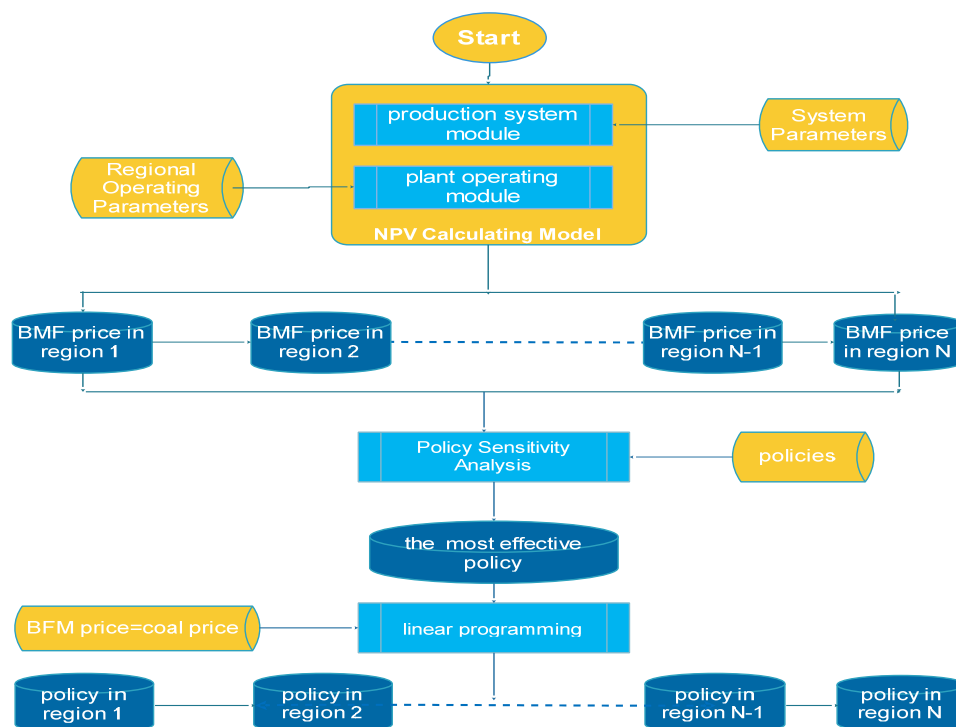 Start
production system
module
System
Parameters
Regional
Operating
Parameters
plant operating
module
NPV Calculating Model
BMF price in
region 1
BMF price in
region 2
BMF price in
region N-1
BMF price
in region N
Policy Sensitivity
Analysis
policies
the most effective
policy
BFM price=coal price
linear programming
policy in
region 1
policy in
region 2
policy in
region N-1
policy in
region N